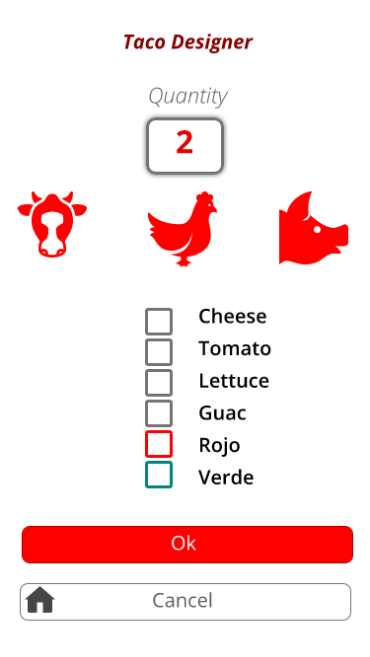 Taco Designer
Quantity
2
Cheese
Tomato
Lettuce
Guac
Rojo
Verde
Ok
Cancel